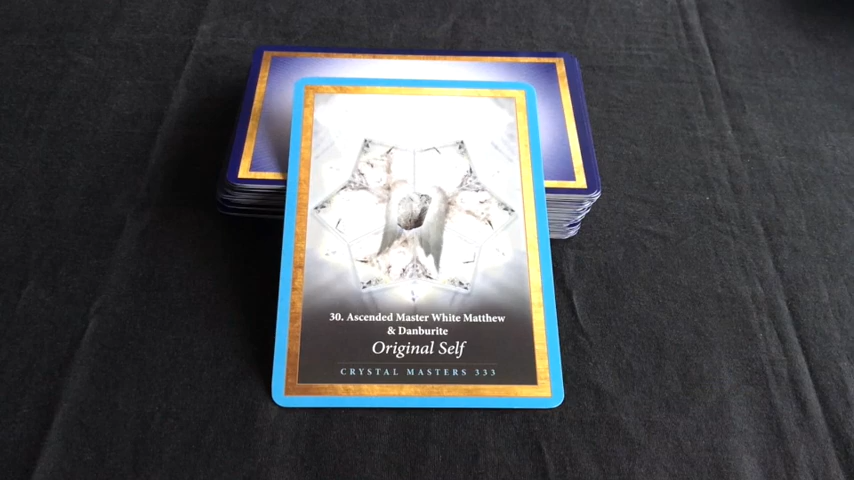 30. Ascended Master White Matthew
& Danburite
Original Self
CRYSTAL MASTERS 333